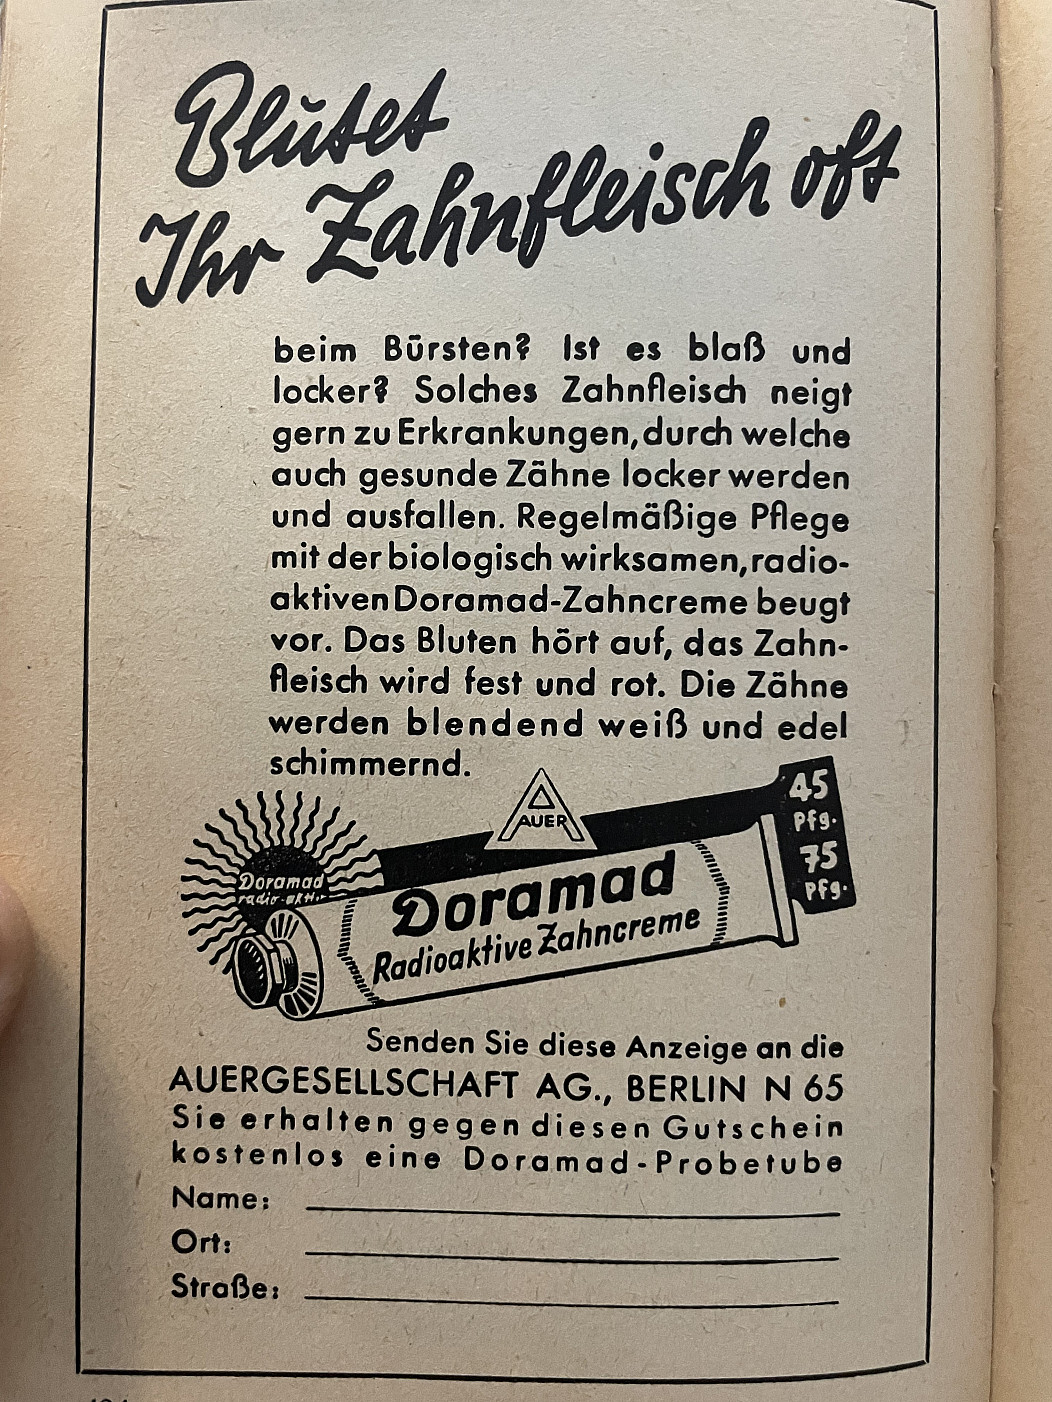 Blutet
Ihr Zahnfleisch oft
beim Bürsten? Ist es blaß und
locker? Solches Zahnfleisch neigt
gern zu Erkrankungen, durch welche
auch gesunde Zähne locker werden
und ausfallen. Regelmäßige Pflege
mit der biologisch wirksamen, radio-
aktiven Doramad-Zahncreme beugt
vor. Das Bluten hört auf, das Zahn-
fleisch wird fest und rot. Die Zähne
werden blendend weiß und edel
schimmernd.
AUER
45
Pfg.
75
Pfg.
Doramad
radio-aktiv
Doramad
Radioaktive Zahncreme
Senden Sie diese Anzeige an die
AUERGESELLSCHAFT AG., BERLIN N 65
Sie erhalten gegen diesen Gutschein
kostenlos eine Doramad-Probetube
Name:
Ort:
Straße: